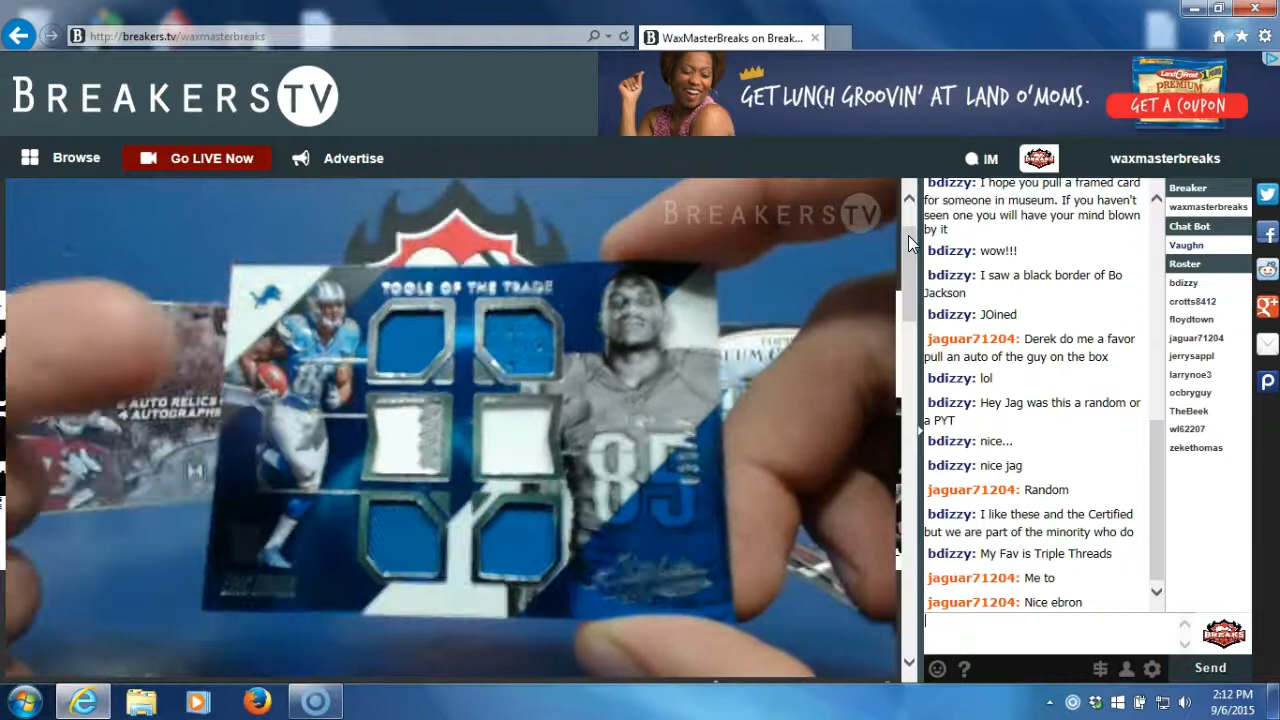 http://breakers.tv/waxmasterbreaks
WaxMasterBreaks on Break...
BREAKERS TV
GET LUNCH GROOVIN' AT LAND O'MOMS.
Land O Frost
PREMIUM
GET A COUPON
Browse
Go LIVE Now
Advertise
IM
waxmasterbreaks
BREAKERS TV
TOOLS OF THE TRADE
85
AUTO RELICS
4 AUTOGRAPHS
bdizzy: I hope you pull a framed card
for someone in museum. If you haven't
seen one you will have your mind blown
by it
bdizzy: wow!!!
bdizzy: I saw a black border of Bo
Jackson
bdizzy: JOined
jaguar71204: Derek do me a favor
pull an auto of the guy on the box
bdizzy: lol
bdizzy: Hey Jag was this a random or
a PYT
bdizzy: nice...
bdizzy: nice jag
jaguar71204: Random
bdizzy: I like these and the Certified
but we are part of the minority who do
bdizzy: My Fav is Triple Threads
jaguar71204: Me to
jaguar71204: Nice ebron
BREAKS
Send
Breaker
waxmasterbreaks
Chat Bot
Vaughn
Roster
bdizzy
crotts8412
floydtown
jaguar71204
jerrysappl
larrynoe3
ocbryguy
TheBeek
wl62207
zekethomas
2:12 PM
9/6/2015